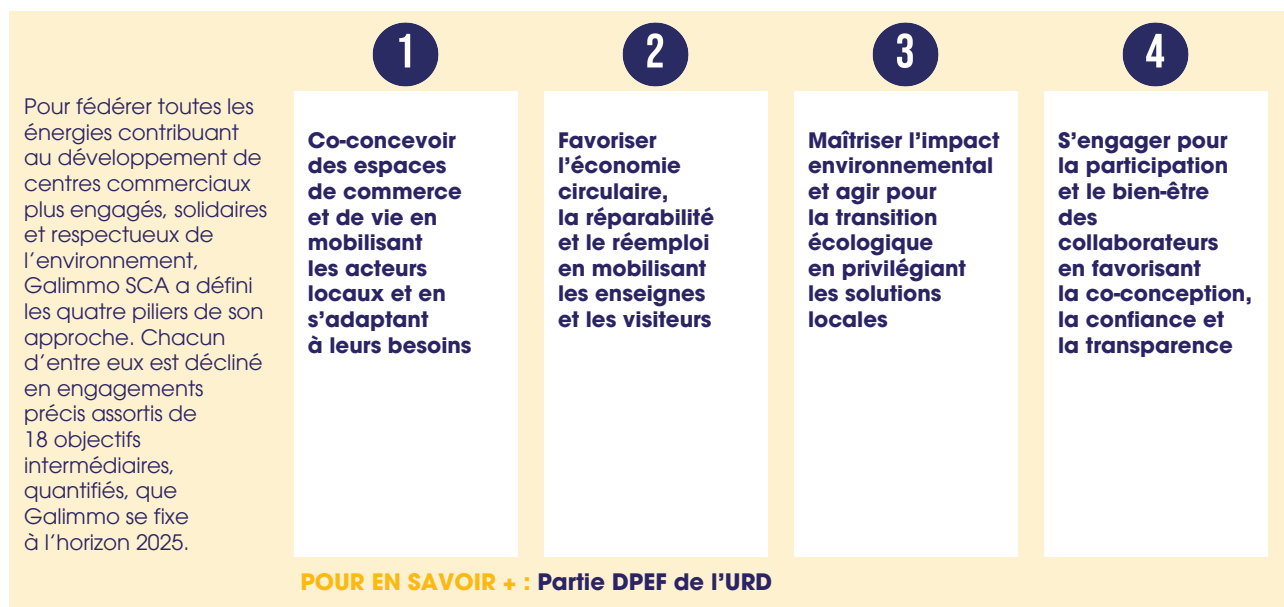 Pour fédérer toutes les
énergies contribuant
au développement de
centres commerciaux
plus engagés, solidaires
et respectueux de
l’environnement,
Galimmo SCA a défini
les quatre piliers de son
approche. Chacun
d’entre eux est décliné
en engagements
précis assortis de
18 objectifs
intermédiaires,
quantifiés, que
Galimmo se fixe
à l’horizon 2025.
1
Co-concevoir
des espaces
de commerce
et de vie en
mobilisant
les acteurs
locaux et en
s’adaptant
à leurs besoins
2
Favoriser
l’économie
circulaire,
la réparabilité
et le réemploi
en mobilisant
les enseignes
et les visiteurs
3
Maîtriser l’impact
environnemental
et agir pour
la transition
écologique
en privilégiant
les solutions
locales
4
S’engager pour
la participation
et le bien-être
des
collaborateurs
en favorisant
la co-conception,
la confiance et
la transparence
POUR EN SAVOIR + : Partie DPEF de l’URD